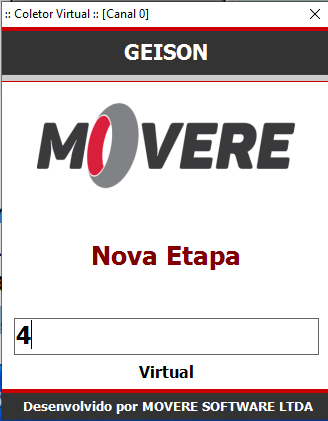 :: Coletor Virtual :: [Canal 0]
GEISON
MOVERE
Nova Etapa
4
Virtual
Desenvolvido por MOVERE SOFTWARE LTDA